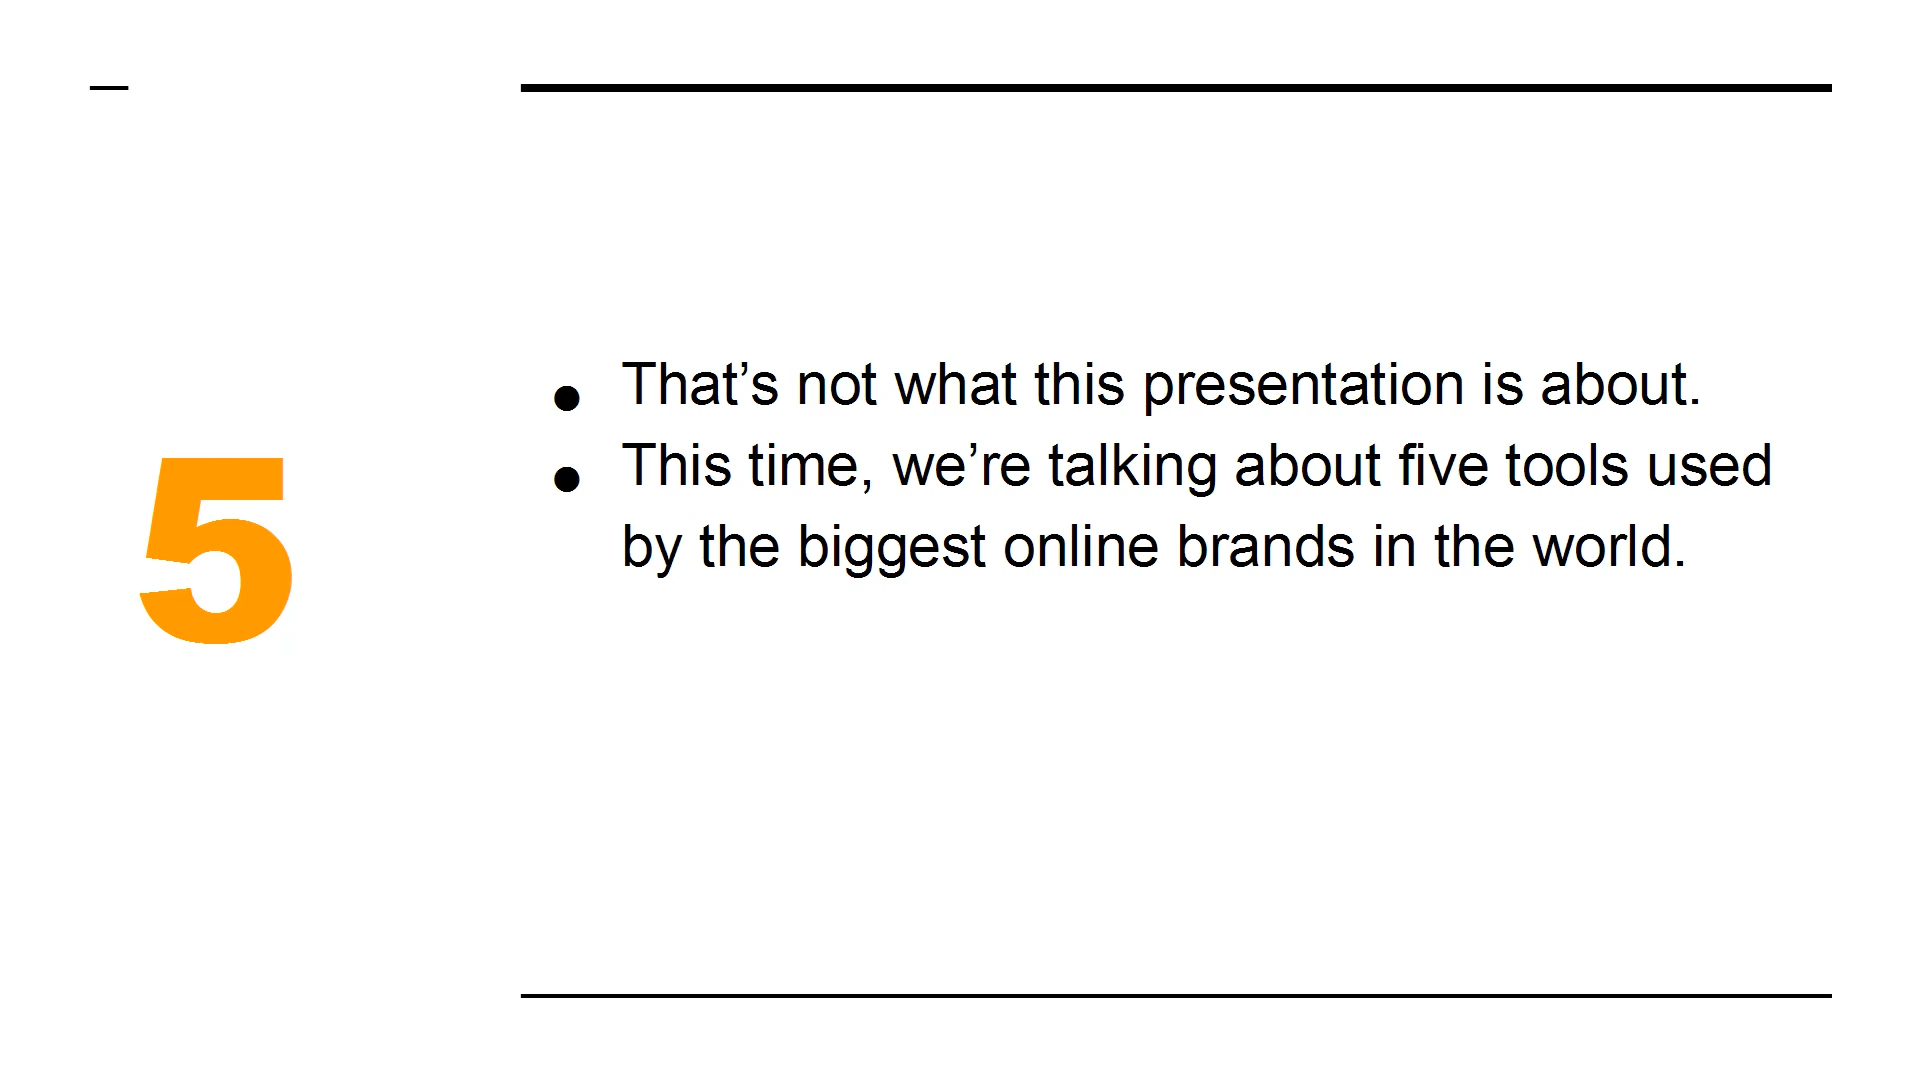 5
● That’s not what this presentation is about.
● This time, we’re talking about five tools used
by the biggest online brands in the world.